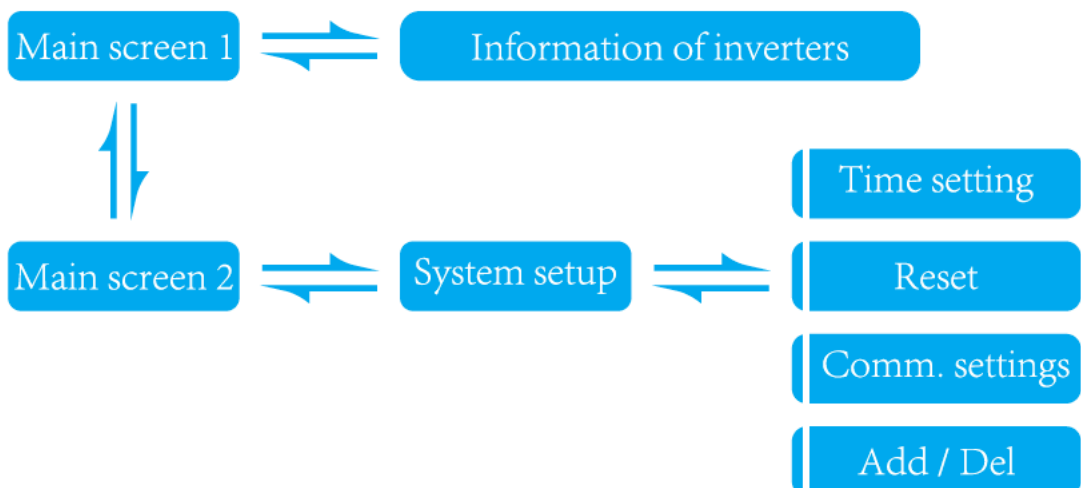 Main screen 1
Information of inverters
Time setting
Main screen 2
System setup
Reset
Comm. settings
Add / Del